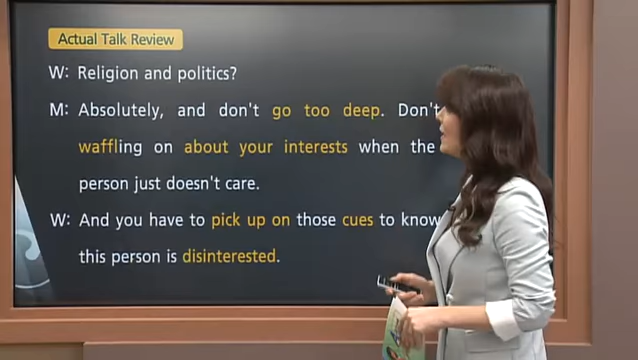 Actual Talk Review
W: Religion and politics?
M: Absolutely, and don't go too deep. Don't
waffling on about your interests when the
person just doesn't care.
W: And you have to pick up on those cues to know
this person is disinterested.